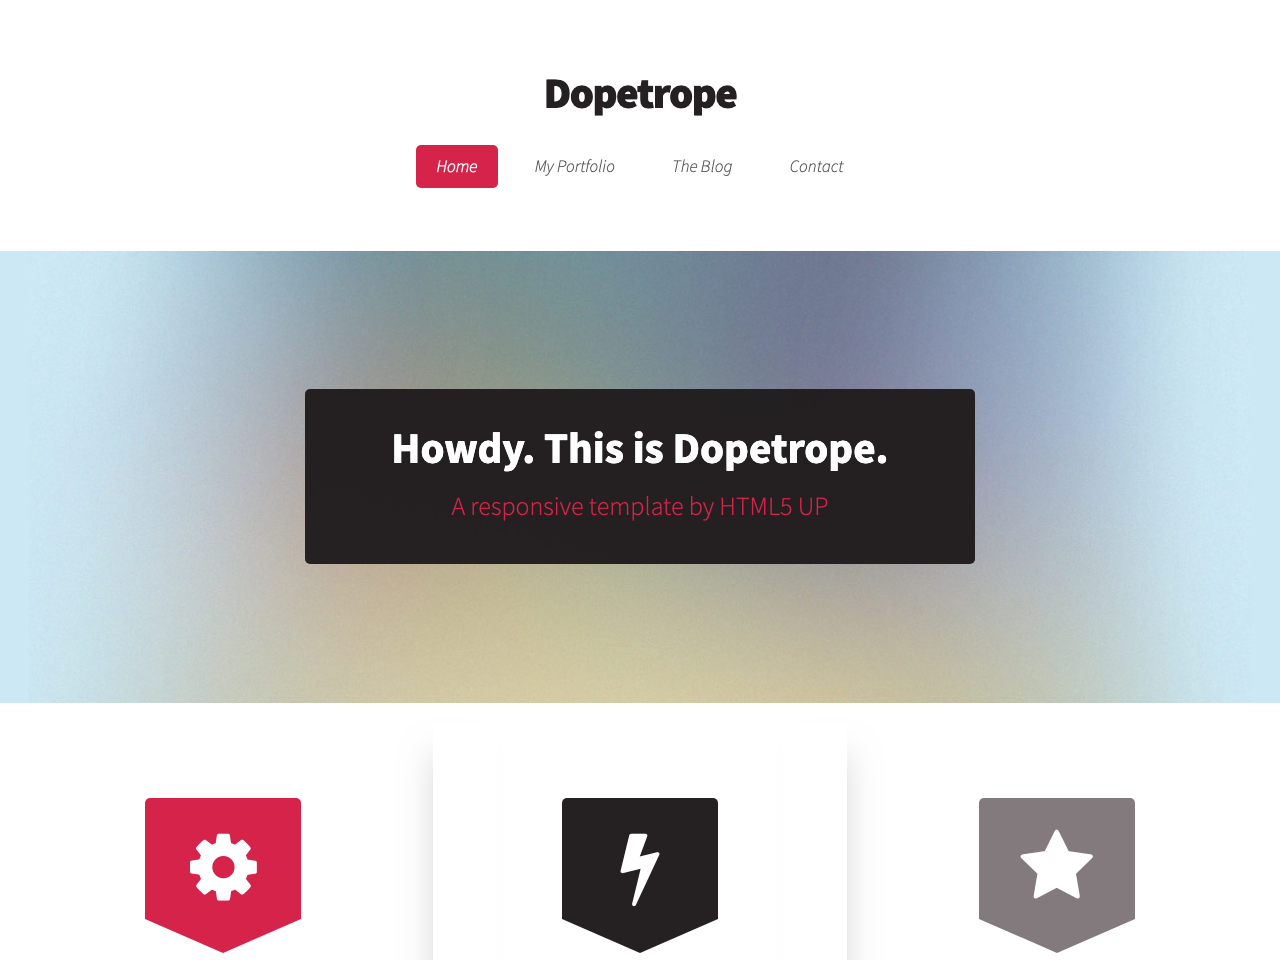 Dopetrope
Home My Portfolio The Blog Contact
Howdy. This is Dopetrope.
A responsive template by HTML5 UP